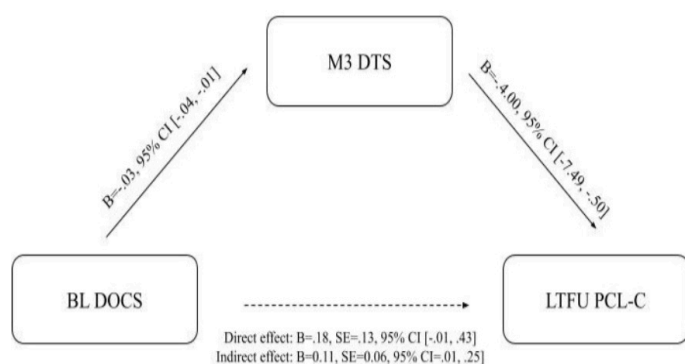 M3 DTS
B=-.03, 95% CI [-.04, -.01]
B=-.4.00, 95% CI [-7.49, -.50]
BL DOCS
LTFU PCL-C
Direct effect: B=.18, SE=.13, 95% CI [-.01, .43]
Indirect effect: B=0.11, SE=0.06, 95% CI=.01, .25]